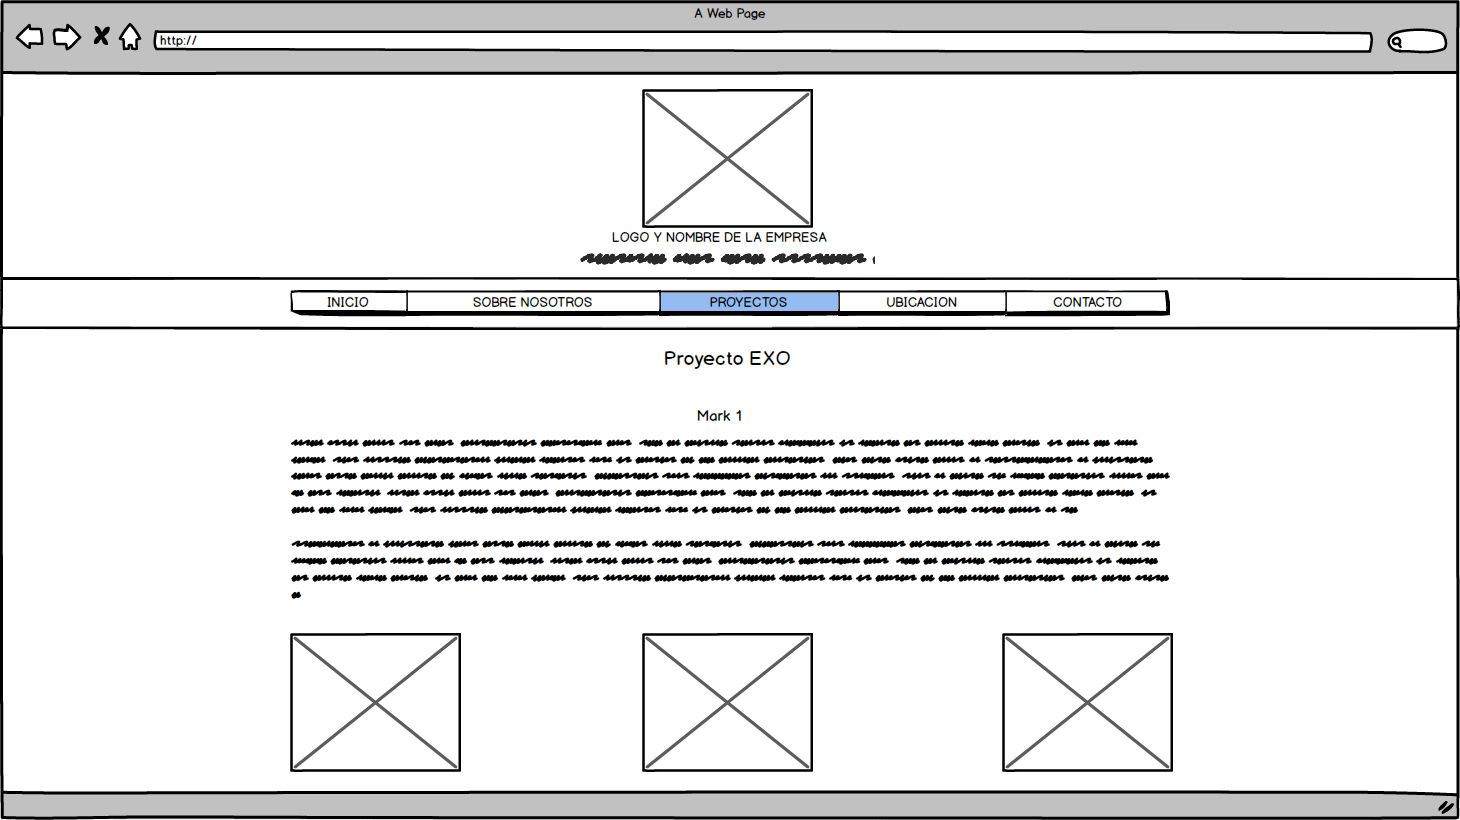 A Web Page
http://
LOGO Y NOMBRE DE LA EMPRESA
INICIO SOBRE NOSOTROS PROYECTOS UBICACION CONTACTO
Proyecto EXO
Mark 1